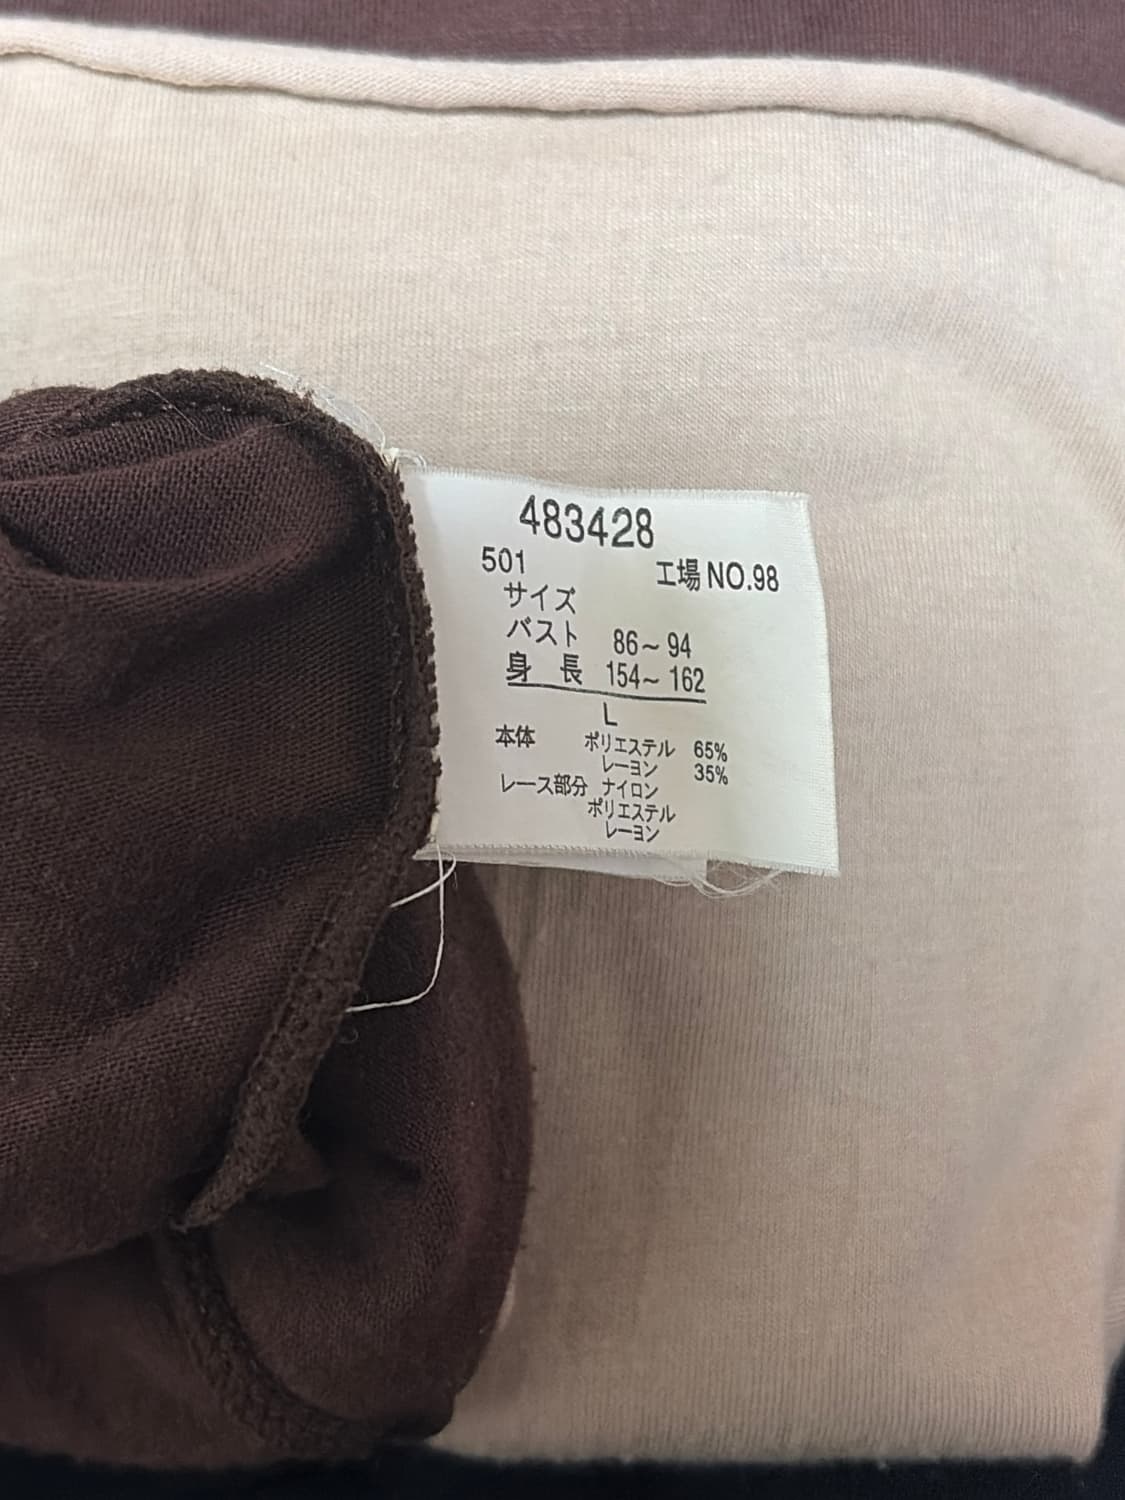 483428
501 工場 NO.98
サイズ
バスト 86~94
身 長 154~162
L
本体 ポリエステル 65%
レーヨン 35%
レース部分 ナイロン
ポリエステル
レーヨン